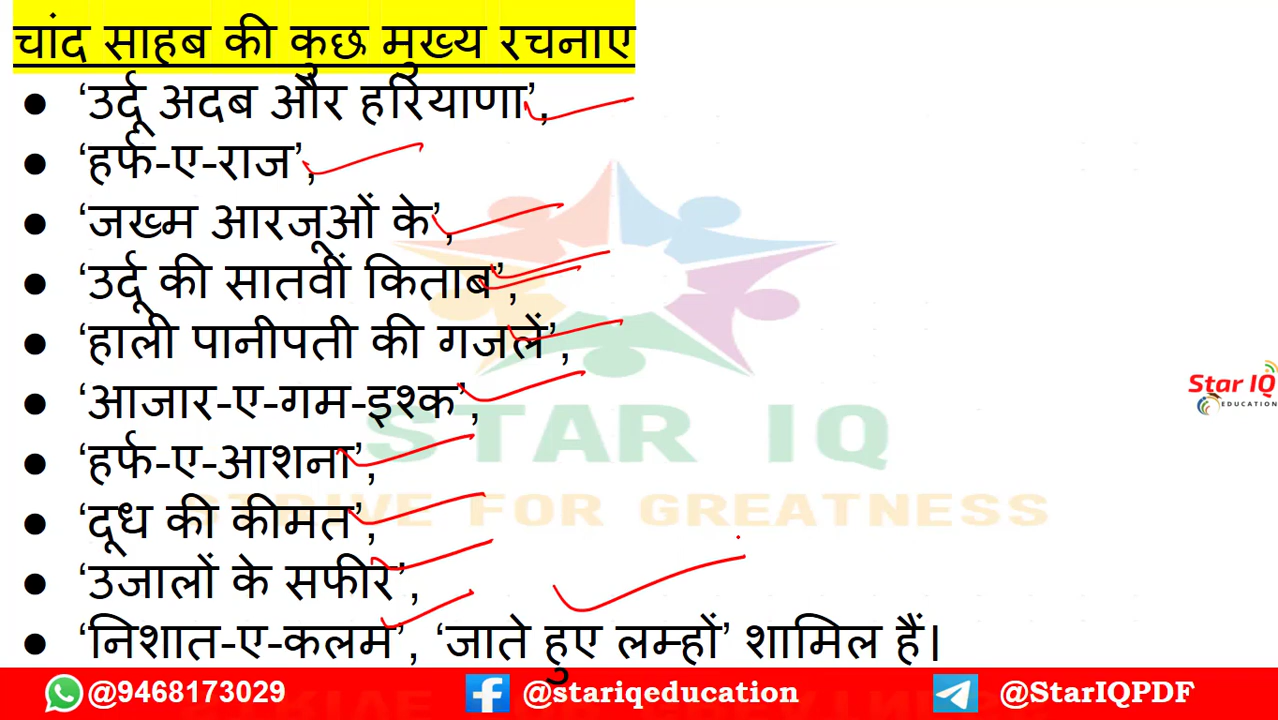 चांद साहब की कुछ मुख्य रचनाए
● ‘उर्दू अदब और हरियाणा’,
● ‘हर्फ-ए-राज’,
● ‘जख्म आरजूओं के’,
● ‘उर्दू की सातवीं किताब’,
● ‘हाली पानीपती की गजलें’,
● ‘आजार-ए-गम-इश्क’,
● ‘हर्फ-ए-आशना’,
● ‘दूध की कीमत’,
● ‘उजालों के सफीरे’,
● ‘निशात-ए-कलम’, ‘जाते हुए लम्हों’ शामिल हैं।
STAR IQ
STRIVE FOR GREATNESS
Star IQ
EDUCATION
@9468173029 @stariqeducation @StarIQPDF